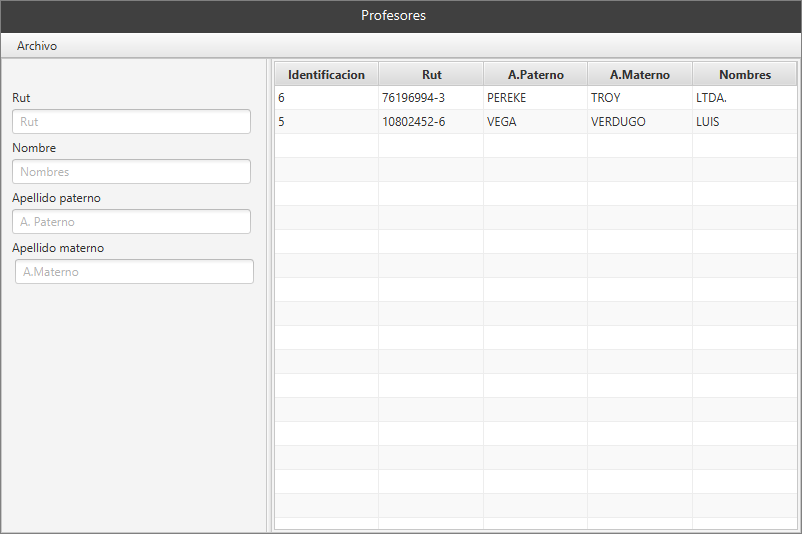 Profesores
Archivo
Rut
Rut
Nombre
Nombres
Apellido paterno
A. Paterno
Apellido materno
A.Materno
Identificacion Rut A.Paterno A.Materno Nombres
6 76196994-3 PEREKE TROY LTDA.
5 10802452-6 VEGA VERDUGO LUIS